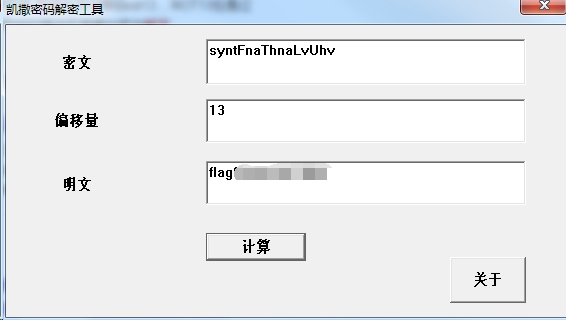 凯撒密码解密工具
密文
syntFnaThnaLvUhv
偏移量
13
明文
flag
计算
关于